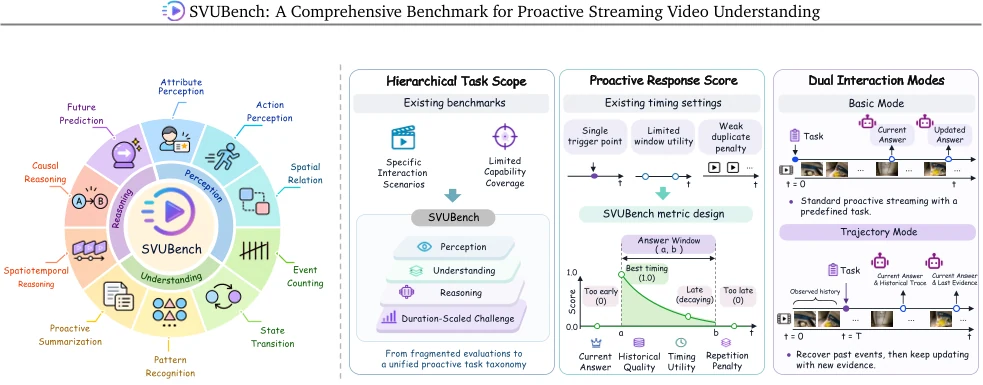 SVUBench: A Comprehensive Benchmark for Proactive Streaming Video Understanding
Attribute
Perception
Action
Perception
Spatial
Relation
Event
Counting
State
Transition
Pattern
Recognition
Proactive
Summarization
Spatiotemporal
Reasoning
Causal
Reasoning
Future
Prediction
Perception
Reasoning
Understanding
A
B
SVUBench
Hierarchical Task Scope
Existing benchmarks
Specific
Interaction
Scenarios
Limited
Capability
Coverage
SVUBench
Perception
Understanding
Reasoning
Duration-Scaled Challenge
From fragmented evaluations to
a unified proactive task taxonomy
Proactive Response Score
Existing timing settings
Single
trigger point
Limited
window utility
Weak
duplicate
penalty
...
t
t
t
SVUBench metric design
Answer Window
( a, b )
1.0
Score
0.0
Too early
(0)
Best timing
(1.0)
Late
(decaying)
Too late
(0)
a
b
t
Current
Answer
Historical
Quality
Timing
Utility
Repetition
Penalty
Dual Interaction Modes
Basic Mode
Task
Current
Answer
Updated
Answer
...
...
t = 0
t
• Standard proactive streaming with a
predefined task.
Trajectory Mode
Task
Current Answer
& Historical Trace
Current Answer
& Last Evidence
Observed history
...
...
...
t = 0
t = T
t
• Recover past events, then keep updating
with new evidence.